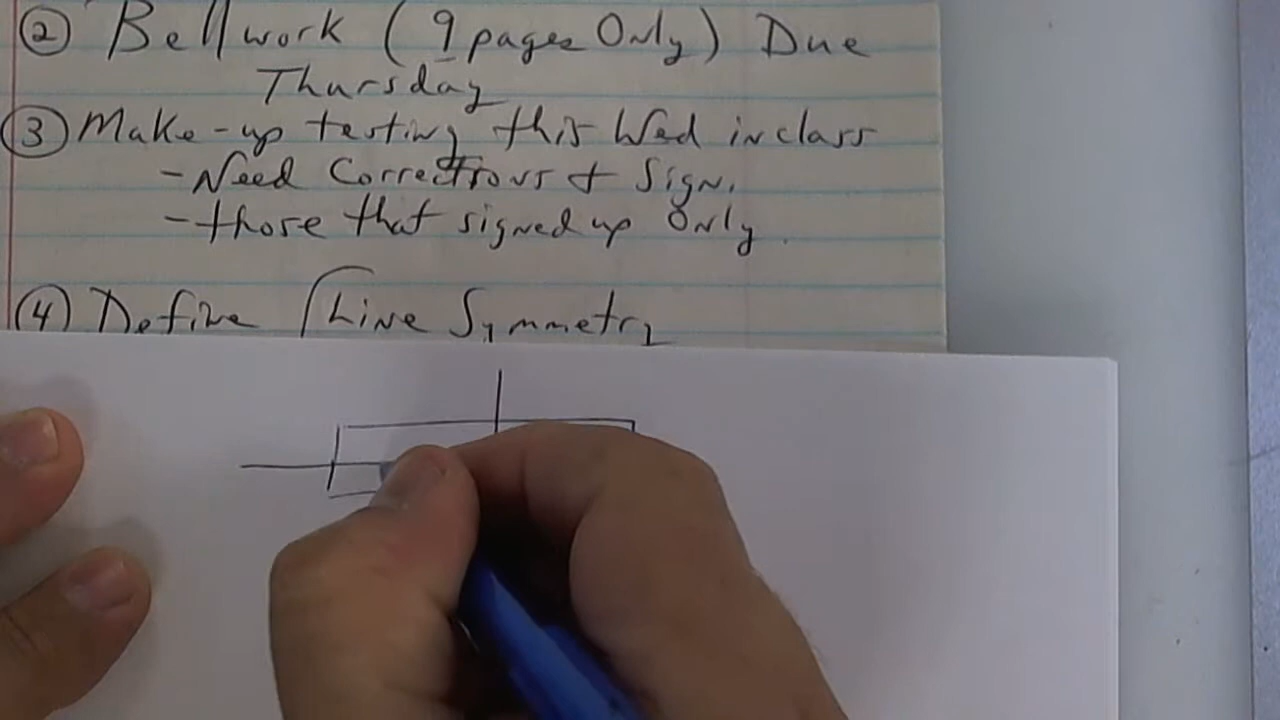 ② Bellwork (9 pages Only) Due
Thursday
③ Make-up testing this Wed in class
- Need Corrections + Sign.
- those that signed up Only.
④ Define Line Symmetry